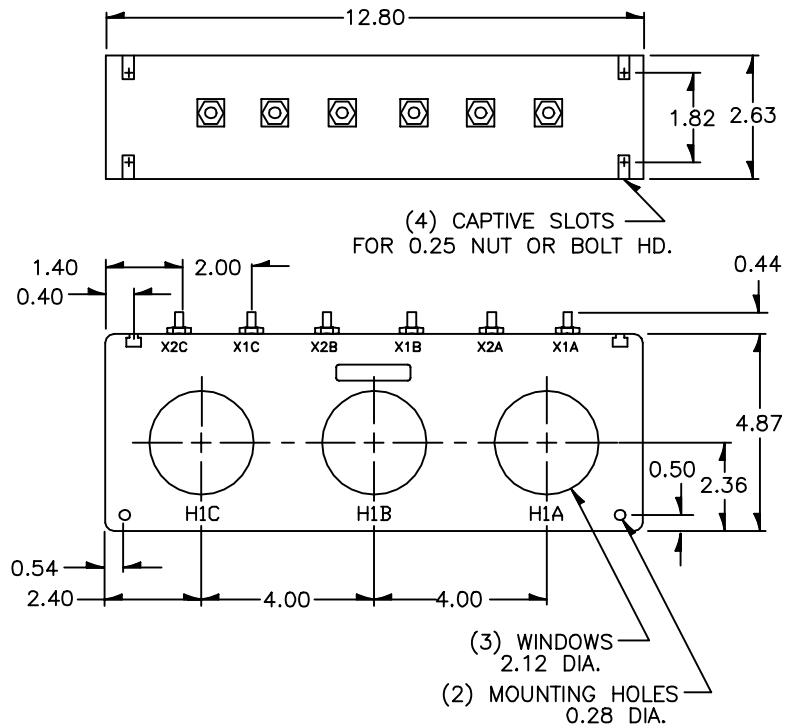 12.80
1.82 2.63
(4) CAPTIVE SLOTS
FOR 0.25 NUT OR BOLT HD.
1.40
2.00
0.44
0.40
X2C X1C X2B X1B X2A X1A
4.87
0.50
2.36
H1C H1B H1A
0.54
2.40
4.00
4.00
(3) WINDOWS
2.12 DIA.
(2) MOUNTING HOLES
0.28 DIA.